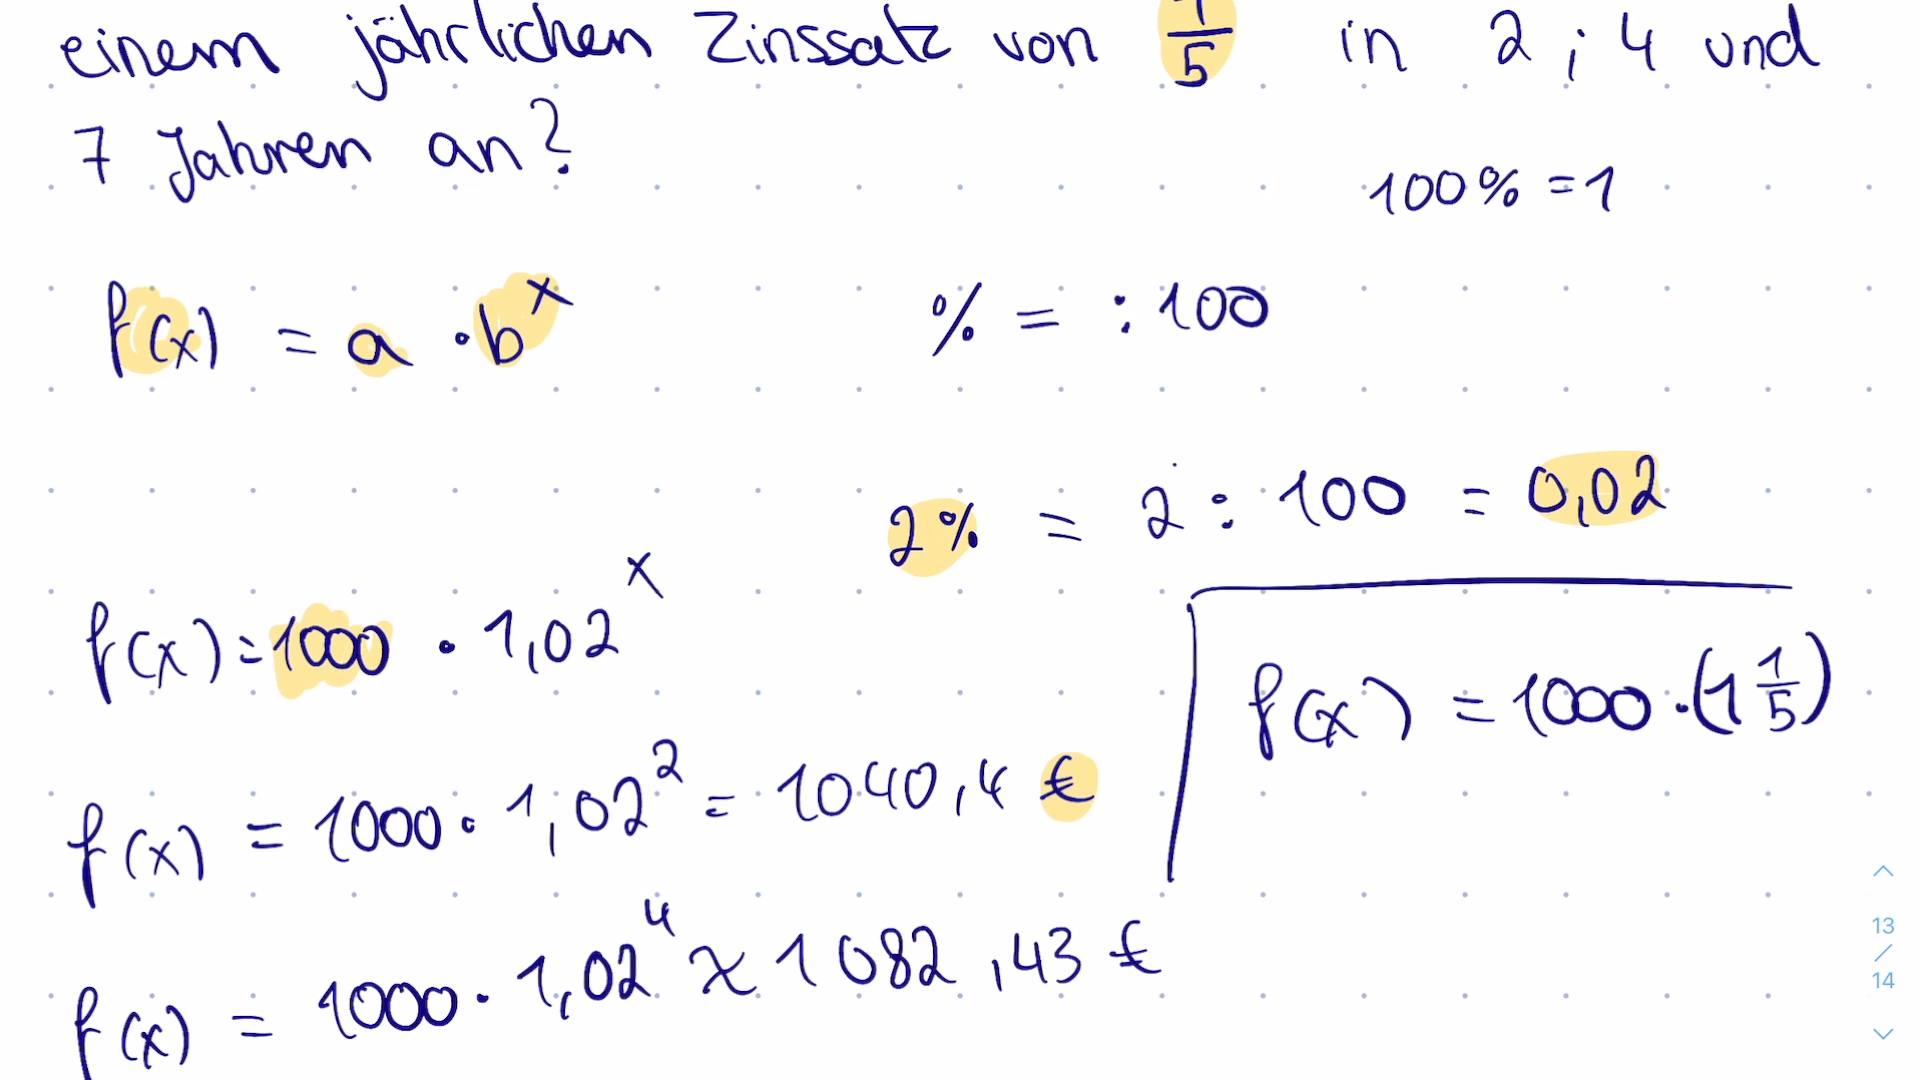 einem jährlichen Zinssatz von 1/5 in 2 ; 4 und
7 Jahren an?
100% = 1
f(x) = a · b^x
% = : 100
2% = 2 : 100 = 0,02
f(x) = 1000 · 1,02^x
f(x) = 1000 · (1 1/5)
f(x) = 1000 · 1,02^2 = 1040,4 €
f(x) = 1000 · 1,02^4 ≈ 1082,43 €
13
/
14